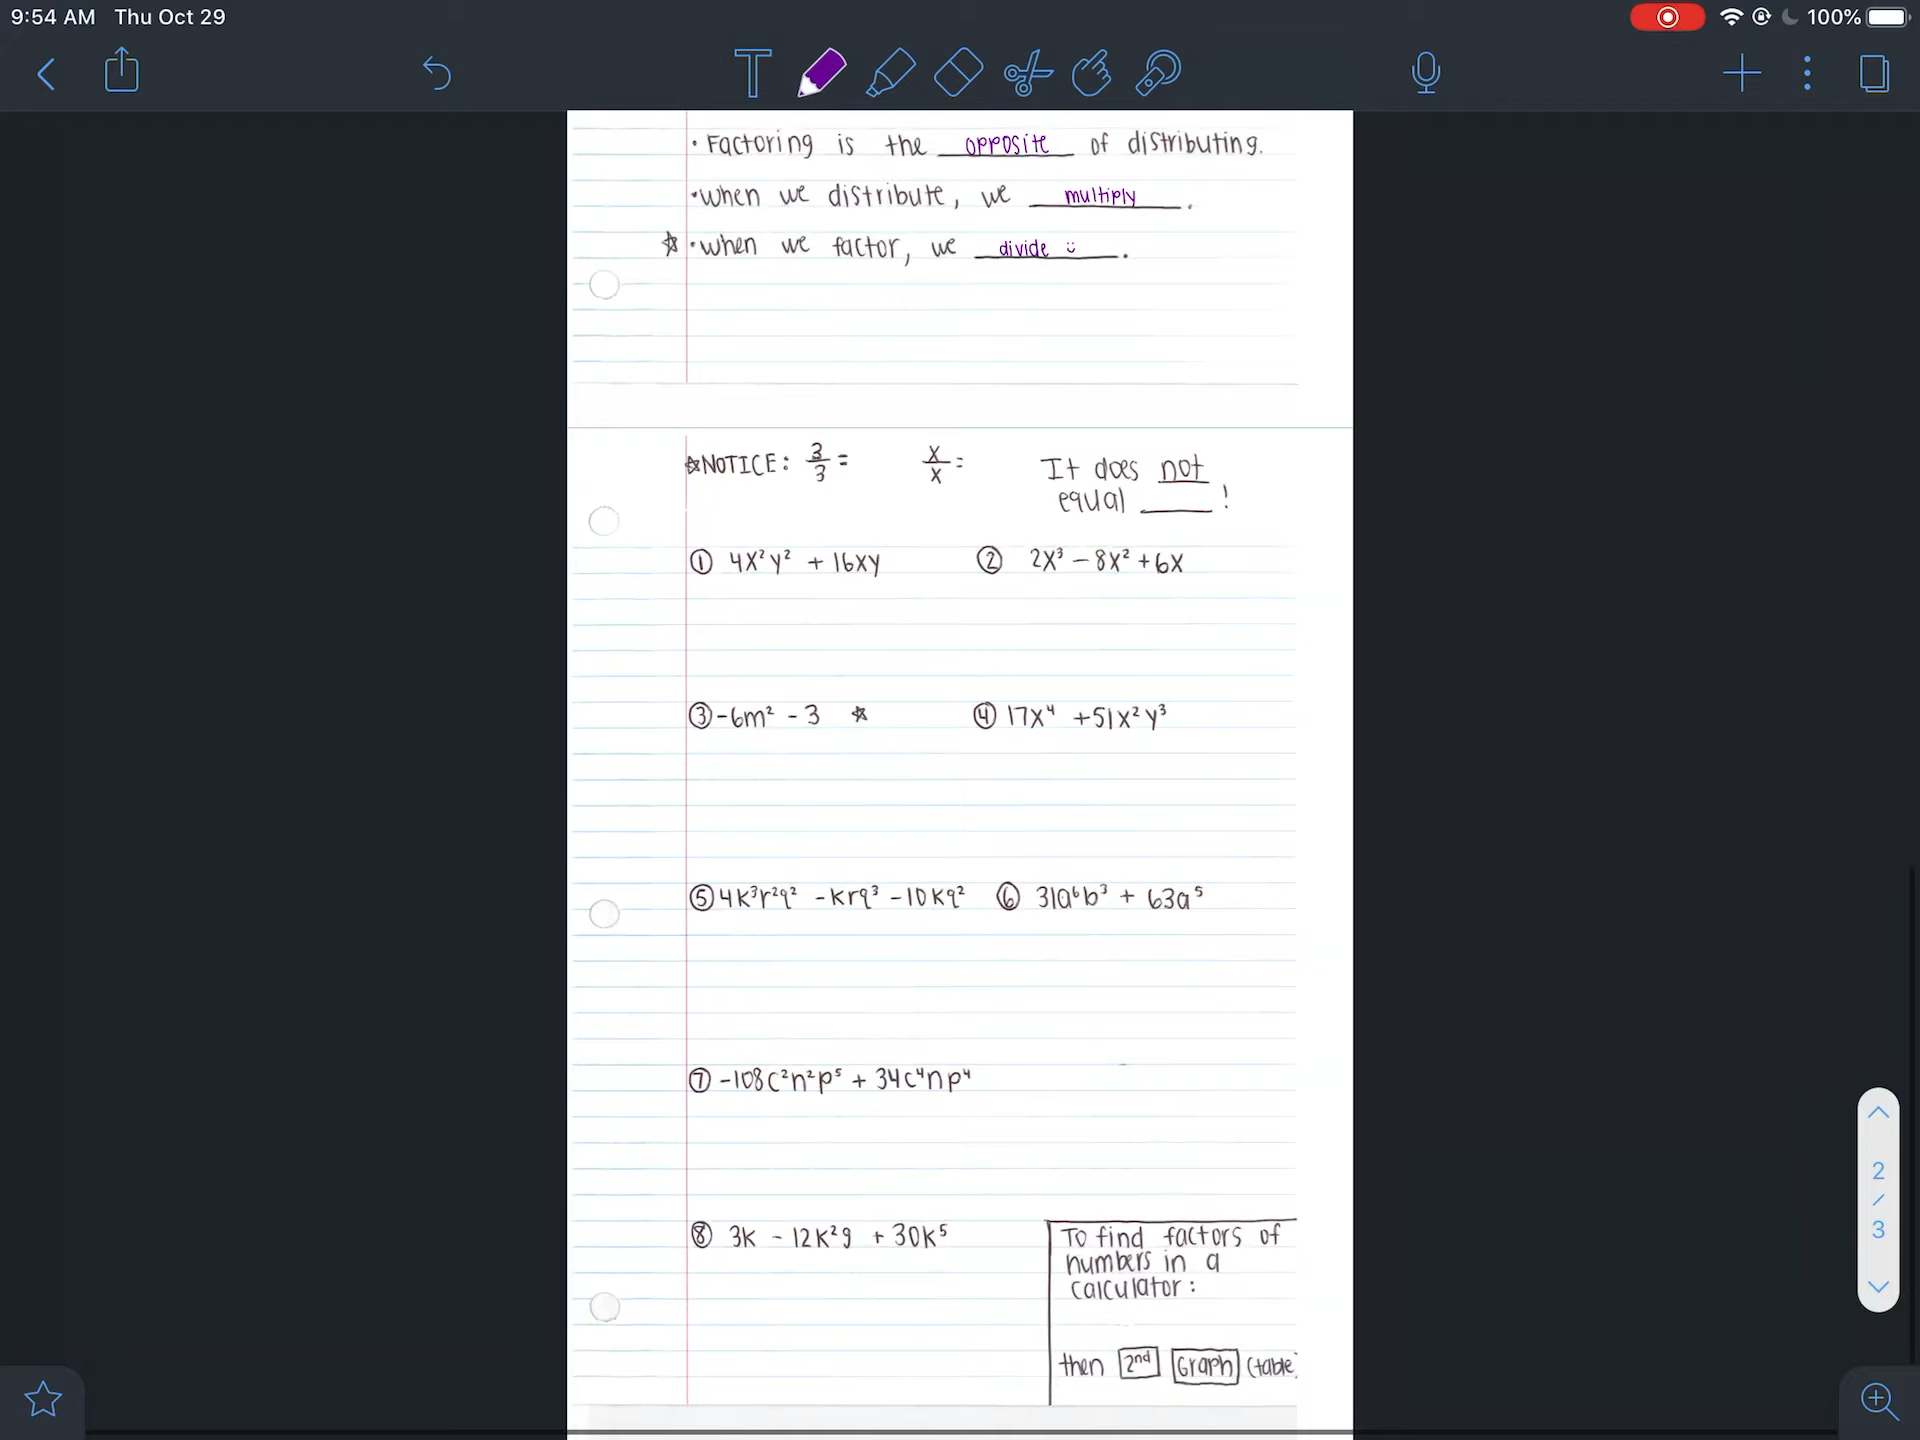 9:54 AM Thu Oct 29
100%
T
• Factoring is the opposite of distributing.
• When we distribute, we multiply.
☆ • When we factor, we divide ☺.
☆NOTICE: 3/3 = x/x = It does not
equal ____!
① 4x²y² + 16xy ② 2x³ - 8x² + 6x
③ -6m² - 3 ☆ ④ 17x⁴ + 51x²y³
⑤ 4k³r²q² - krq³ - 10kq² ⑥ 31a⁶b³ + 63a⁵
⑦ -108c²n²p⁵ + 34c⁴np⁴
⑧ 3k - 12k²g + 30k⁵
To find factors of
numbers in a
calculator:
then 2nd Graph (table)
2
/
3